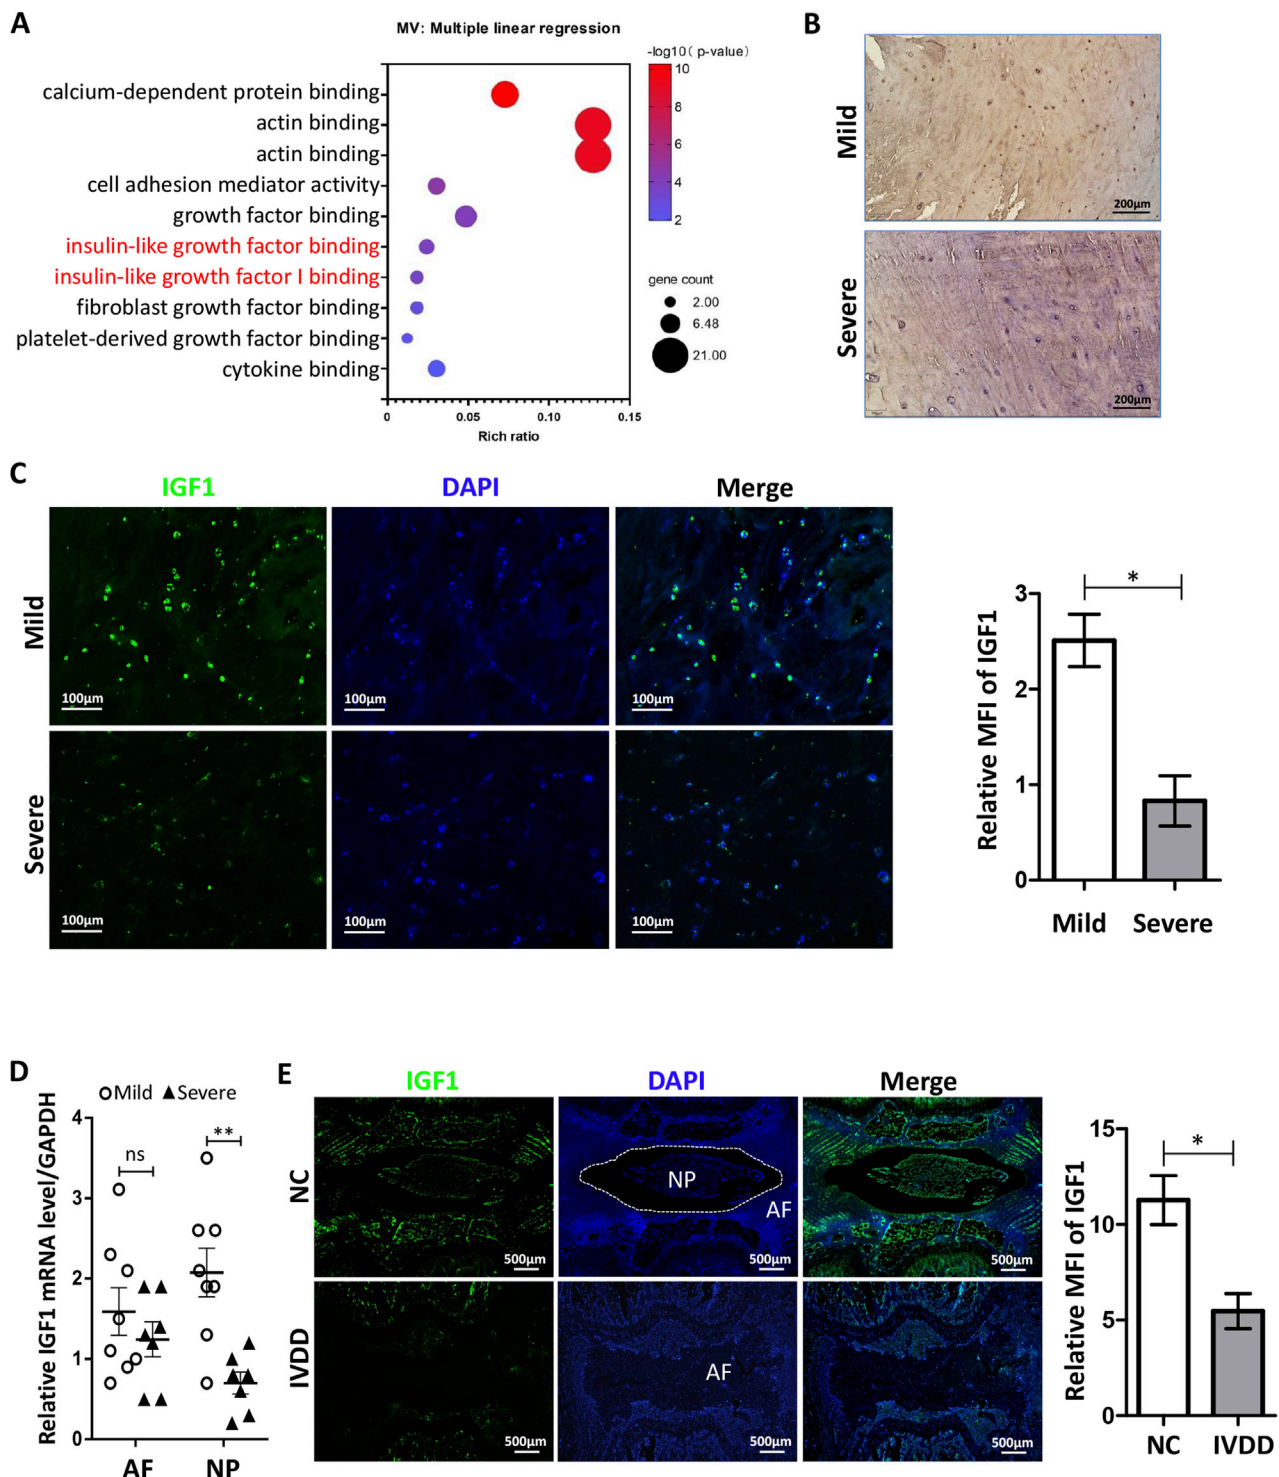 A
MV: Multiple linear regression
calcium-dependent protein binding
actin binding
actin binding
cell adhesion mediator activity
growth factor binding
insulin-like growth factor binding
insulin-like growth factor I binding
fibroblast growth factor binding
platelet-derived growth factor binding
cytokine binding
0 0.05 0.10 0.15
Rich ratio
-log10( p-value)
10
8
6
4
2
gene count
2.00
6.48
21.00
B
Mild
200μm
Severe
200μm
C
IGF1 DAPI Merge
Mild
100μm 100μm 100μm
Severe
100μm 100μm 100μm
Relative MFI of IGF1
3
2
1
0
*
Mild Severe
D
Mild Severe
Relative IGF1 mRNA level/GAPDH
4
3
2
1
0
ns **
AF NP
E
IGF1 DAPI Merge
NC
NP
AF
500μm 500μm 500μm
IVDD
AF
500μm 500μm 500μm
Relative MFI of IGF1
15
10
5
0
*
NC IVDD